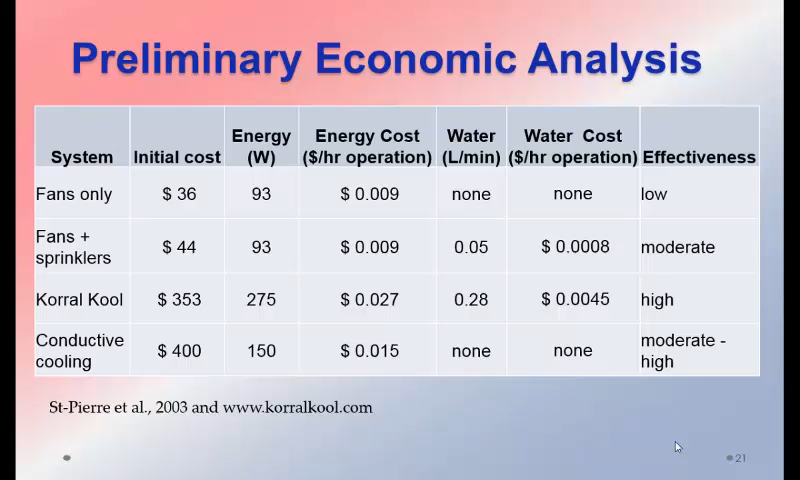 Preliminary Economic Analysis
System Initial cost Energy (W) Energy Cost ($/hr operation) Water (L/min) Water Cost ($/hr operation) Effectiveness
Fans only $ 36 93 $ 0.009 none none low
Fans + sprinklers $ 44 93 $ 0.009 0.05 $ 0.0008 moderate
Korral Kool $ 353 275 $ 0.027 0.28 $ 0.0045 high
Conductive cooling $ 400 150 $ 0.015 none none moderate - high
St-Pierre et al., 2003 and www.korralkool.com
21